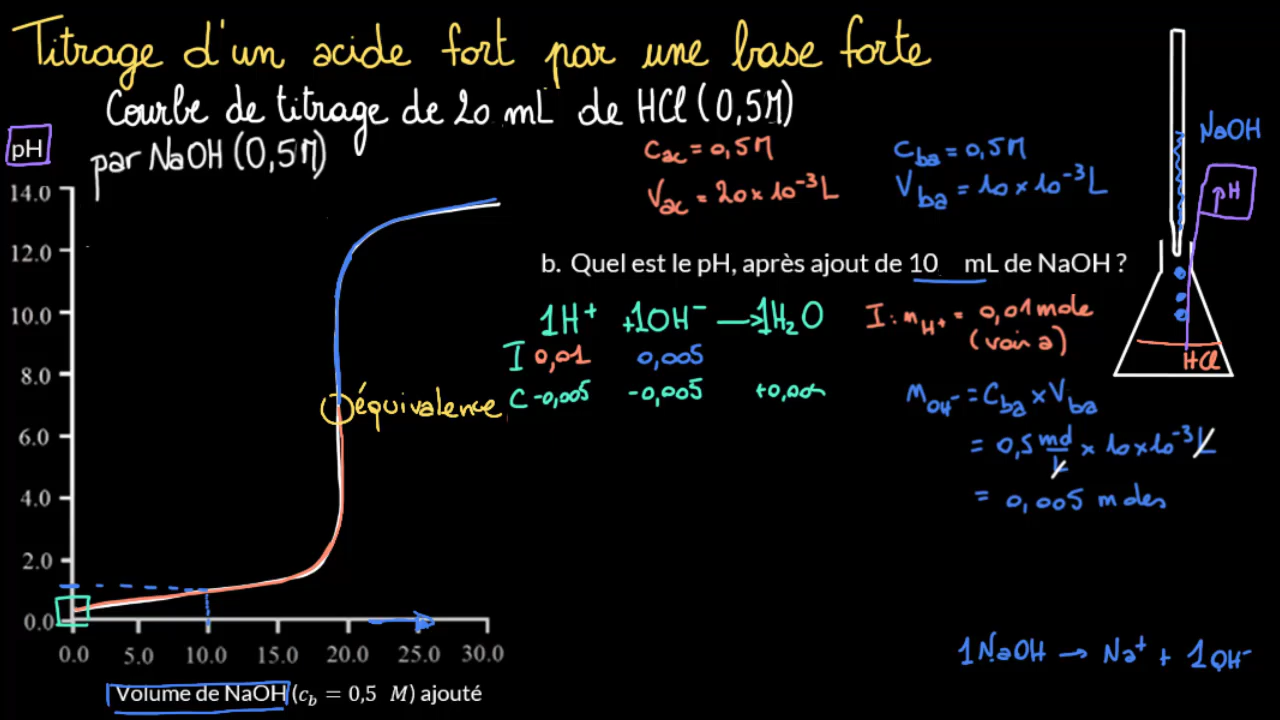 Titrage d'un acide fort par une base forte
Courbe de titrage de 20 mL de HCl (0,5M)
par NaOH (0,5M)
pH
14.0
12.0
10.0
8.0
6.0
4.0
2.0
0.0
0.0 5.0 10.0 15.0 20.0 25.0 30.0
Volume de NaOH (c_b = 0,5 M) ajouté
équivalence
C_ac = 0,5M
V_ac = 20 × 10⁻³ L
C_ba = 0,5M
V_ba = 10 × 10⁻³ L
b. Quel est le pH, après ajout de 10 mL de NaOH ?
1H⁺ + 1OH⁻ → 1H₂O
I 0,01 0,005
C -0,005 -0,005 +0,005
I : n_H⁺ = 0,01 mole
(voir a)
n_OH⁻ = C_ba × V_ba
= 0,5 mol/L × 10 × 10⁻³ L
= 0,005 moles
1 NaOH → Na⁺ + 1 OH⁻
NaOH
pH
HCl